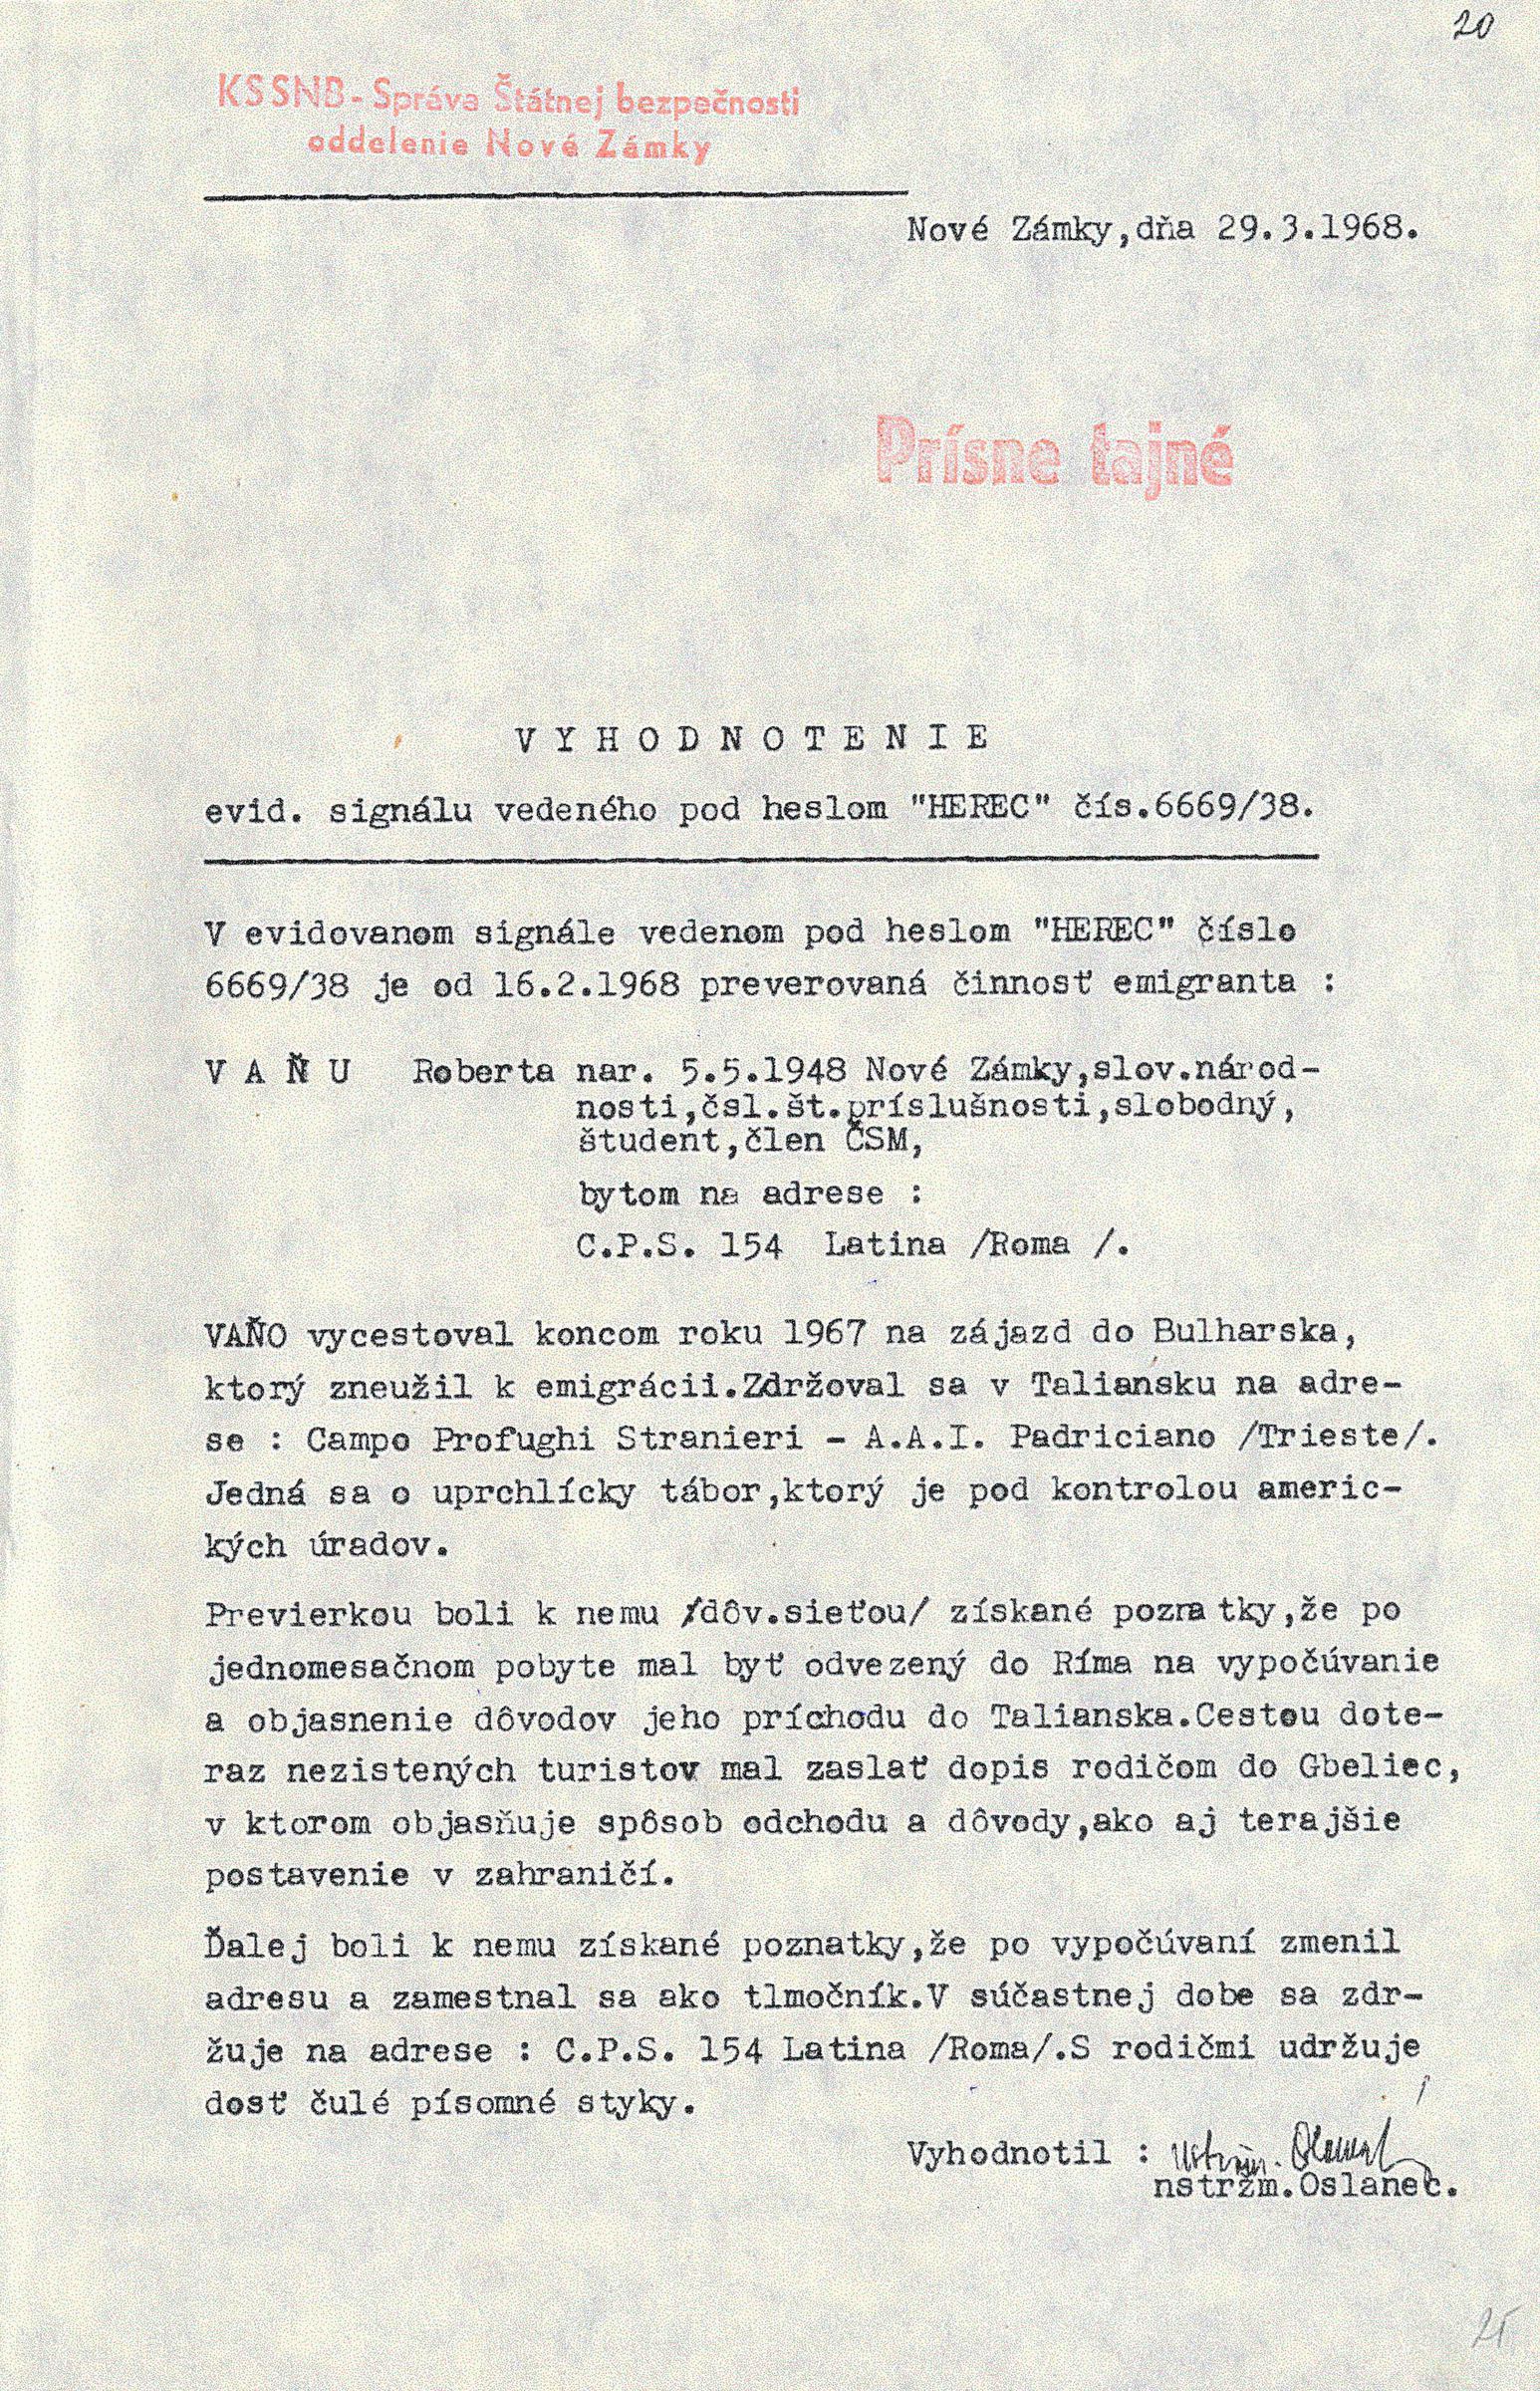 20
KSSNB - Správa Štátnej bezpečnosti
oddelenie Nové Zámky
Nové Zámky,dňa 29.3.1968.
Prísne tajné
V Y H O D N O T E N I E
evid. signálu vedeného pod heslom "HEREC" čís.6669/38.
V evidovanom signále vedenom pod heslom "HEREC" číslo
6669/38 je od 16.2.1968 preverovaná činnosť emigranta :
V A Ň U Roberta nar. 5.5.1948 Nové Zámky,slov.národ-
nosti,čsl.št.príslušnosti,slobodný,
študent,člen ČSM,
bytom na adrese :
C.P.S. 154 Latina /Roma /.
VAŇO vycestoval koncom roku 1967 na zájazd do Bulharska,
ktorý zneužil k emigrácii.Zdržoval sa v Taliansku na adre-
se : Campo Profughi Stranieri - A.A.I. Padriciano /Trieste/.
Jedná sa o uprchlícky tábor,ktorý je pod kontrolou americ-
kých úradov.
Previerkou boli k nemu /dôv.sieťou/ získané pozna tky,že po
jednomesačnom pobyte mal byť odvezený do Ríma na vypočúvanie
a objasnenie dôvodov jeho príchodu do Talianska.Cestou dote-
raz nezistených turistov mal zaslať dopis rodičom do Gbeliec,
v ktorom objasňuje spôsob odchodu a dôvody,ako aj terajšie
postavenie v zahraničí.
Ďalej boli k nemu získané poznatky,že po vypočúvaní zmenil
adresu a zamestnal sa ako tlmočník.V súčastnej dobe sa zdr-
žuje na adrese : C.P.S. 154 Latina /Roma/.S rodičmi udržuje
dosť čulé písomné styky.
Vyhodnotil :
nstržm.Oslanec.